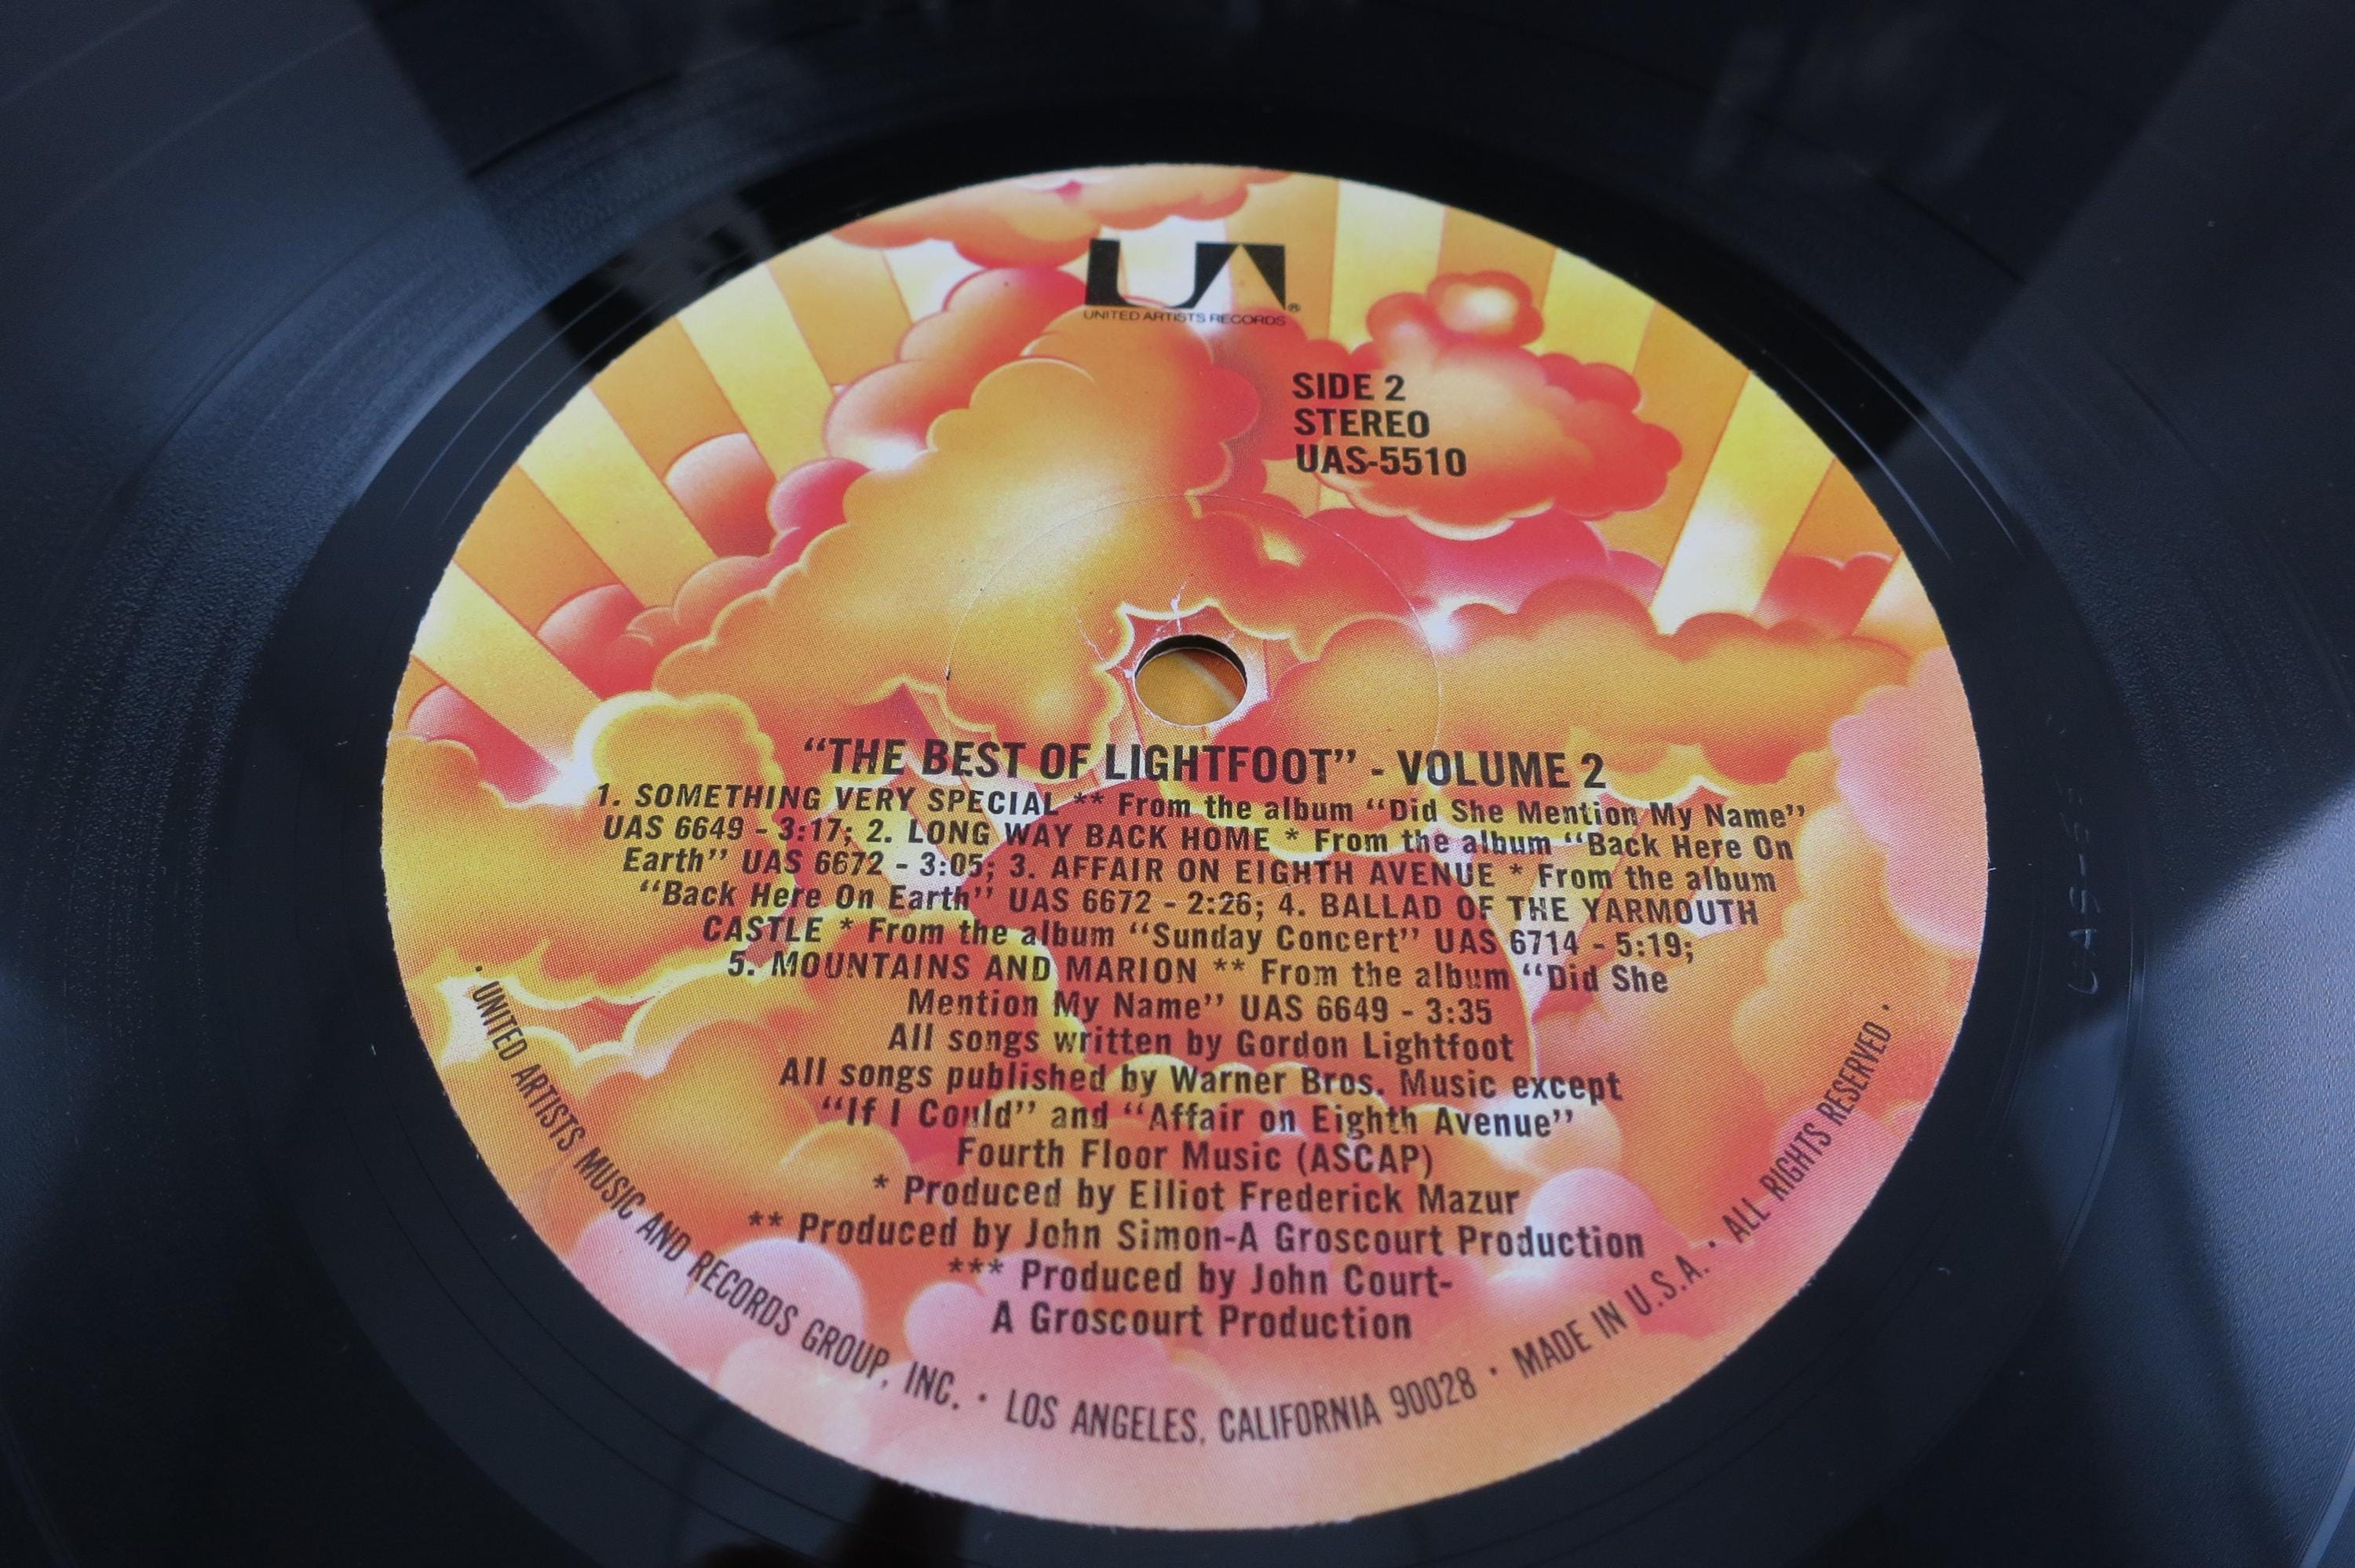 UA®
UNITED ARTISTS RECORDS
SIDE 2
STEREO
UAS-5510
“THE BEST OF LIGHTFOOT” - VOLUME 2
1. SOMETHING VERY SPECIAL ** From the album “Did She Mention My Name”
UAS 6649 - 3:17; 2. LONG WAY BACK HOME * From the album “Back Here On
Earth” UAS 6672 - 3:05; 3. AFFAIR ON EIGHTH AVENUE * From the album
“Back Here On Earth” UAS 6672 - 2:26; 4. BALLAD OF THE YARMOUTH
CASTLE * From the album “Sunday Concert” UAS 6714 - 5:19;
5. MOUNTAINS AND MARION ** From the album “Did She
Mention My Name” UAS 6649 - 3:35
All songs written by Gordon Lightfoot
All songs published by Warner Bros. Music except
“If I Could” and “Affair on Eighth Avenue”
Fourth Floor Music (ASCAP)
* Produced by Elliot Frederick Mazur
** Produced by John Simon-A Groscourt Production
*** Produced by John Court-
A Groscourt Production
· UNITED ARTISTS MUSIC AND RECORDS GROUP, INC. · LOS ANGELES, CALIFORNIA 90028 · MADE IN U.S.A. · ALL RIGHTS RESERVED ·